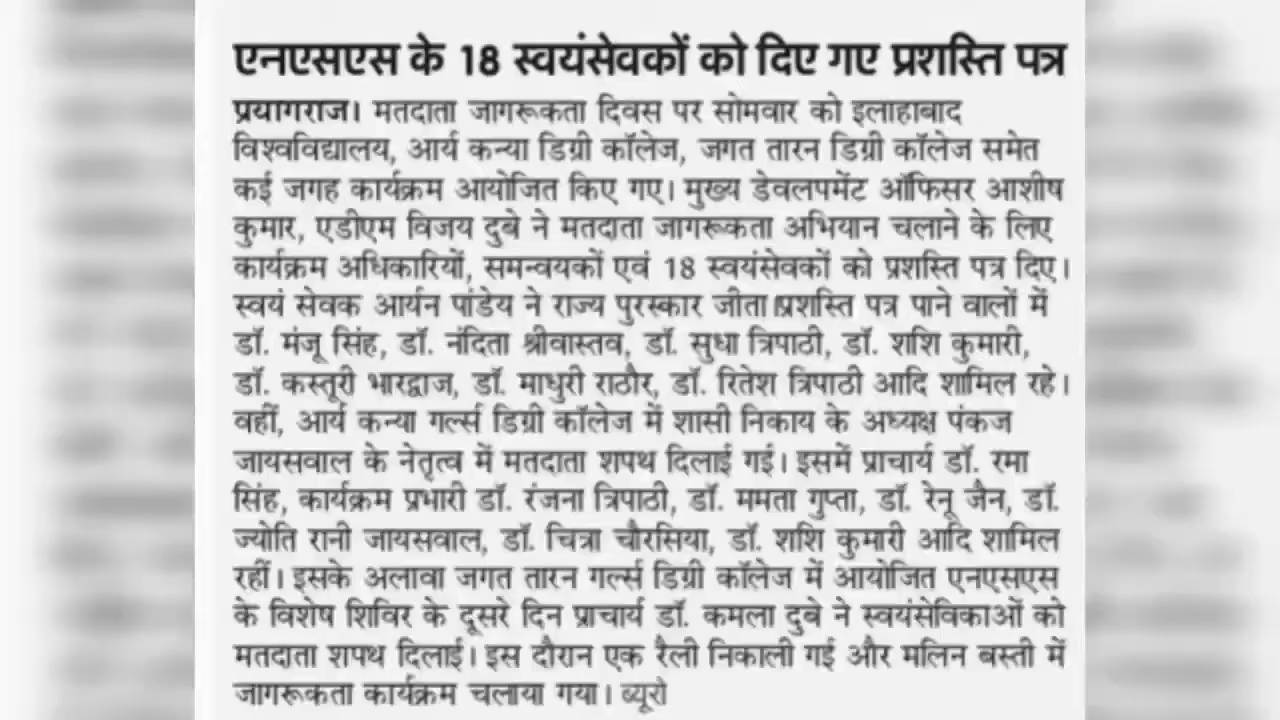 एनएसएस के 18 स्वयंसेवकों को दिए गए प्रशस्ति पत्र
प्रयागराज। मतदाता जागरूकता दिवस पर सोमवार को इलाहाबाद
विश्वविद्यालय, आर्य कन्या डिग्री कॉलेज, जगत तारन डिग्री कॉलेज समेत
कई जगह कार्यक्रम आयोजित किए गए। मुख्य डेवलपमेंट ऑफिसर आशीष
कुमार, एडीएम विजय दुबे ने मतदाता जागरूकता अभियान चलाने के लिए
कार्यक्रम अधिकारियों, समन्वयकों एवं 18 स्वयंसेवकों को प्रशस्ति पत्र दिए।
स्वयं सेवक आर्यन पांडेय ने राज्य पुरस्कार जीता।प्रशस्ति पत्र पाने वालों में
डॉ. मंजू सिंह, डॉ. नंदिता श्रीवास्तव, डॉ. सुधा त्रिपाठी, डॉ. शशि कुमारी,
डॉ. कस्तूरी भारद्वाज, डॉ. माधुरी राठौर, डॉ. रितेश त्रिपाठी आदि शामिल रहे।
वहीं, आर्य कन्या गर्ल्स डिग्री कॉलेज में शासी निकाय के अध्यक्ष पंकज
जायसवाल के नेतृत्व में मतदाता शपथ दिलाई गई। इसमें प्राचार्य डॉ. रमा
सिंह, कार्यक्रम प्रभारी डॉ. रंजना त्रिपाठी, डॉ. ममता गुप्ता, डॉ. रेनू जैन, डॉ.
ज्योति रानी जायसवाल, डॉ. चित्रा चौरसिया, डॉ. शशि कुमारी आदि शामिल
रहीं। इसके अलावा जगत तारन गर्ल्स डिग्री कॉलेज में आयोजित एनएसएस
के विशेष शिविर के दूसरे दिन प्राचार्य डॉ. कमला दुबे ने स्वयंसेविकाओं को
मतदाता शपथ दिलाई। इस दौरान एक रैली निकाली गई और मलिन बस्ती में
जागरूकता कार्यक्रम चलाया गया। ब्यूरो